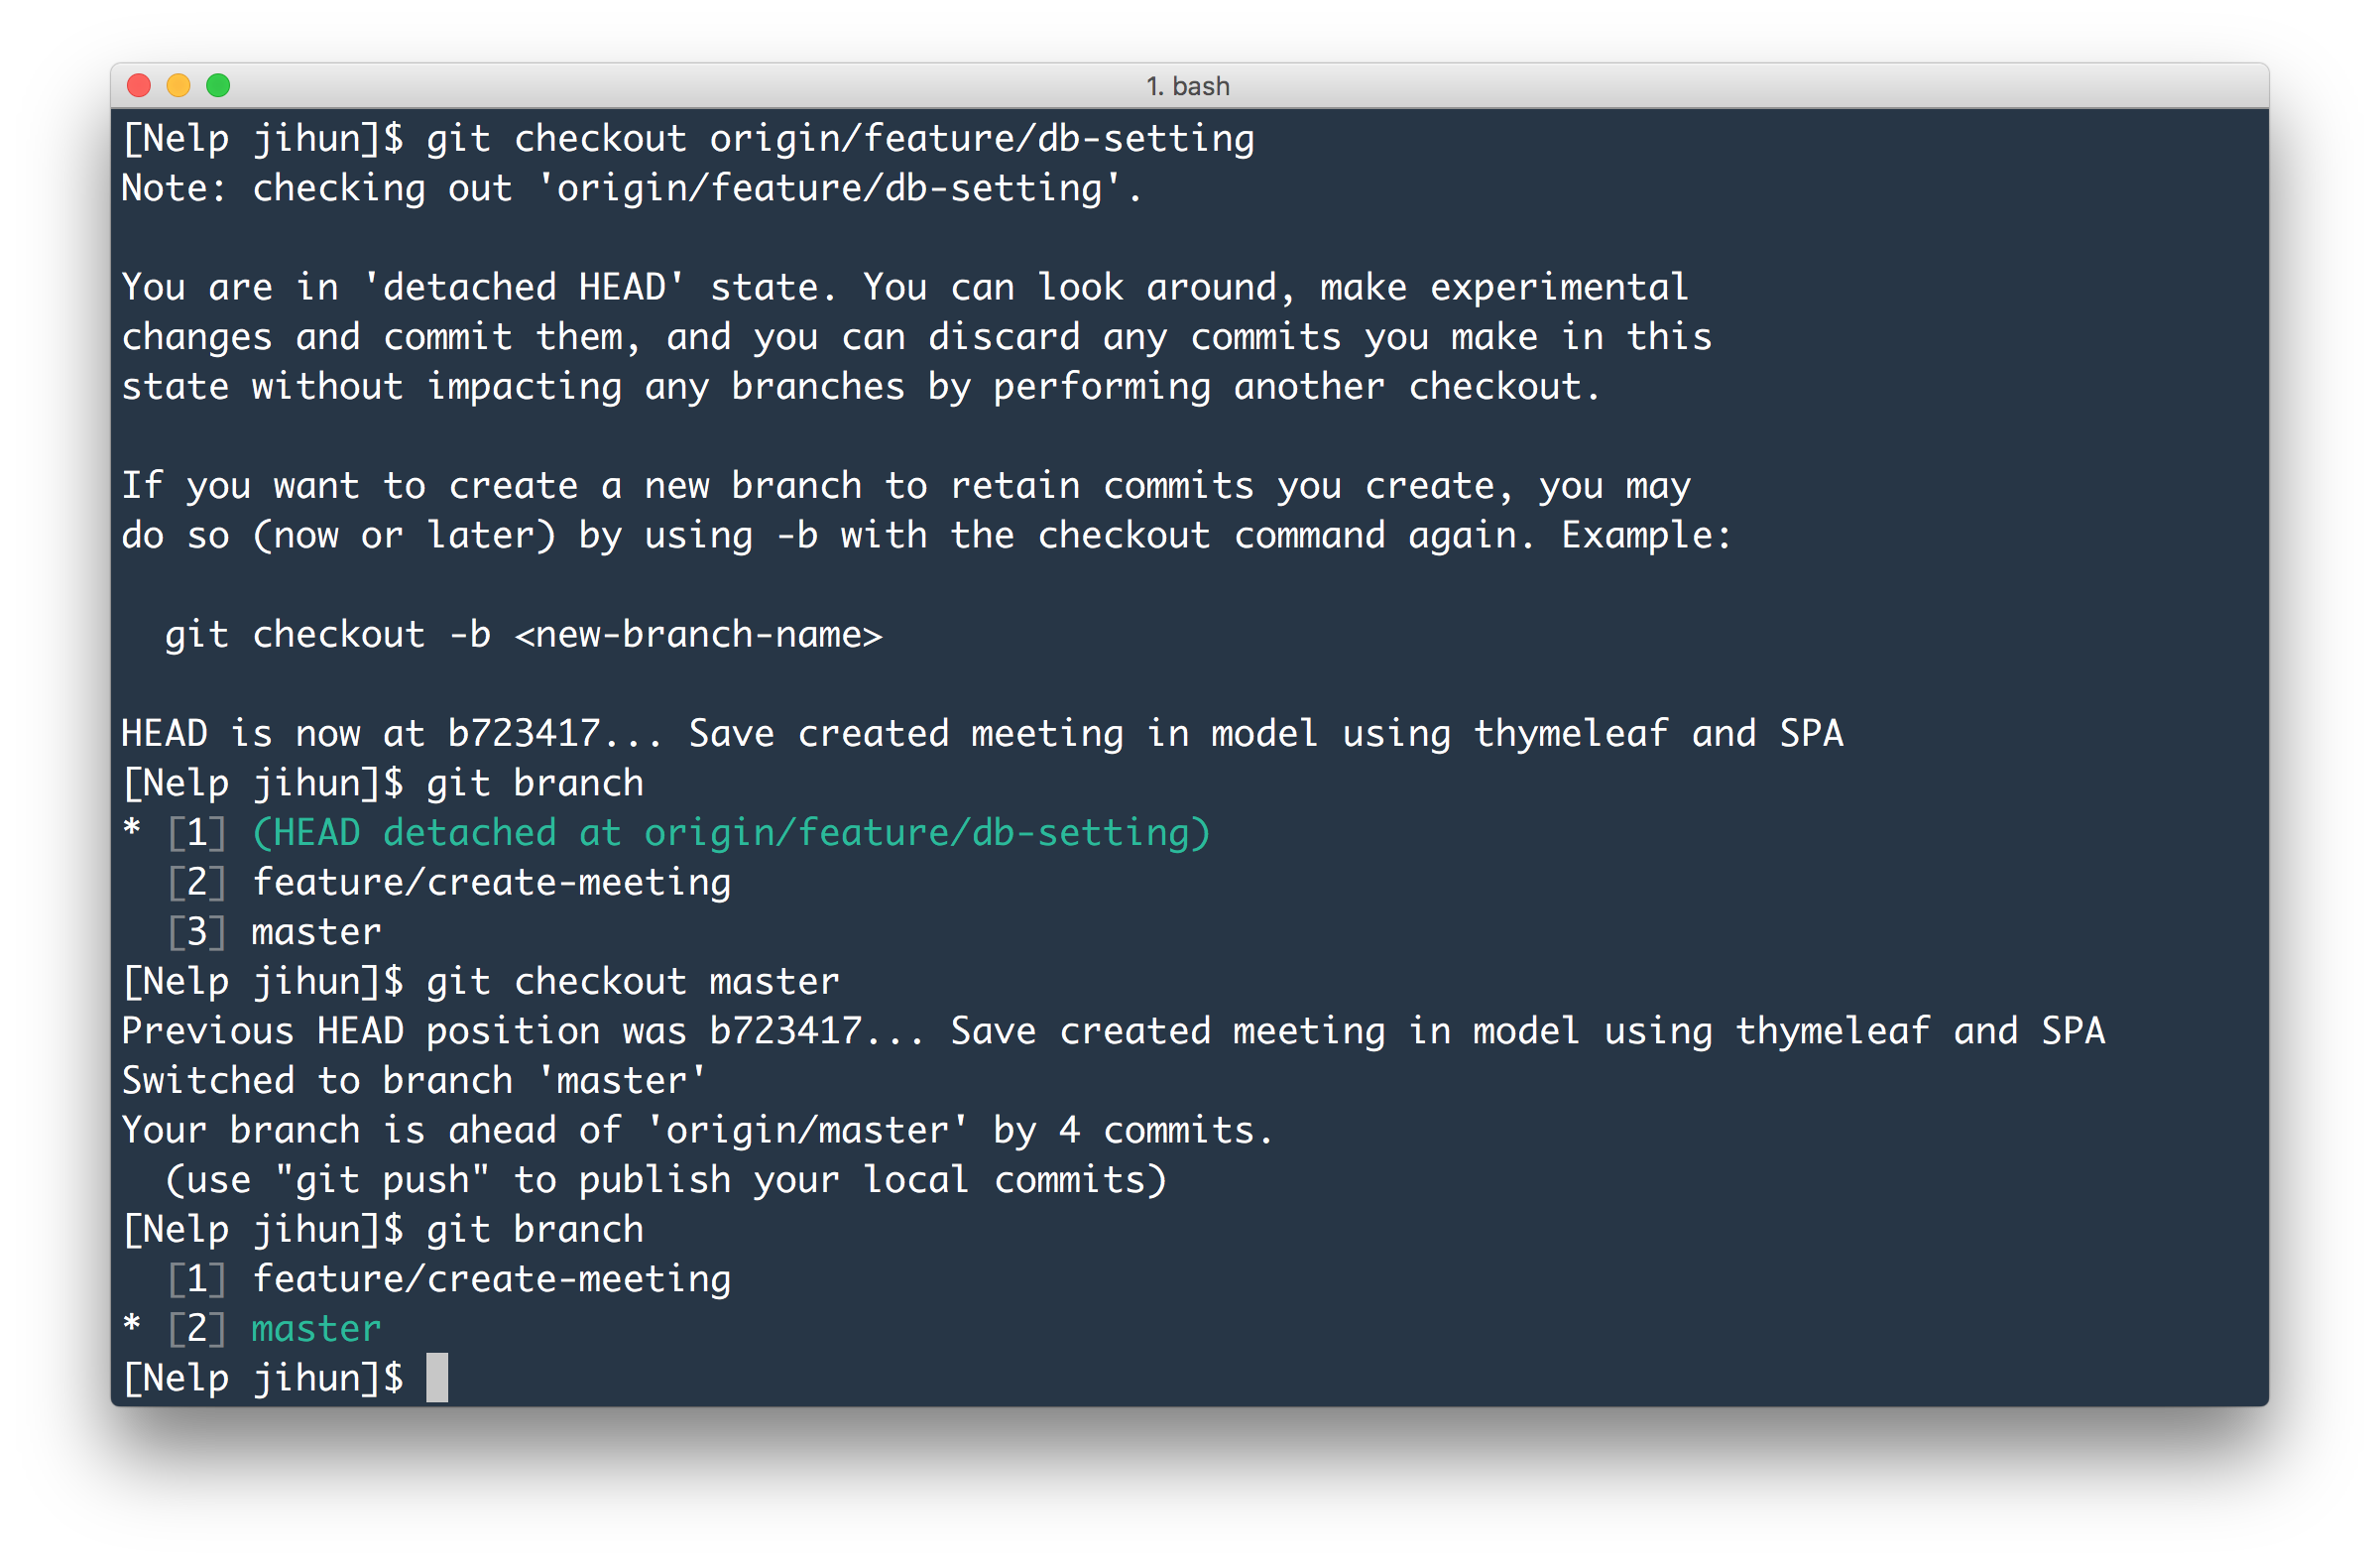 1. bash
[Nelp jihun]$ git checkout origin/feature/db-setting
Note: checking out 'origin/feature/db-setting'.
You are in 'detached HEAD' state. You can look around, make experimental
changes and commit them, and you can discard any commits you make in this
state without impacting any branches by performing another checkout.
If you want to create a new branch to retain commits you create, you may
do so (now or later) by using -b with the checkout command again. Example:
git checkout -b <new-branch-name>
HEAD is now at b723417... Save created meeting in model using thymeleaf and SPA
[Nelp jihun]$ git branch
* [1] (HEAD detached at origin/feature/db-setting)
[2] feature/create-meeting
[3] master
[Nelp jihun]$ git checkout master
Previous HEAD position was b723417... Save created meeting in model using thymeleaf and SPA
Switched to branch 'master'
Your branch is ahead of 'origin/master' by 4 commits.
(use "git push" to publish your local commits)
[Nelp jihun]$ git branch
[1] feature/create-meeting
* [2] master
[Nelp jihun]$